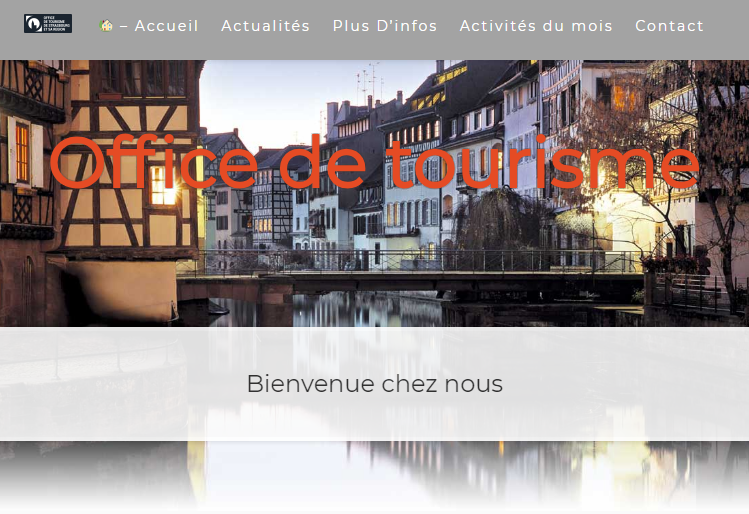 OFFICE
DE TOURISME
DE STRASBOURG
ET SA RÉGION
– Accueil
Actualités
Plus D'infos
Activités du mois
Contact
Office de tourisme
Bienvenue chez nous